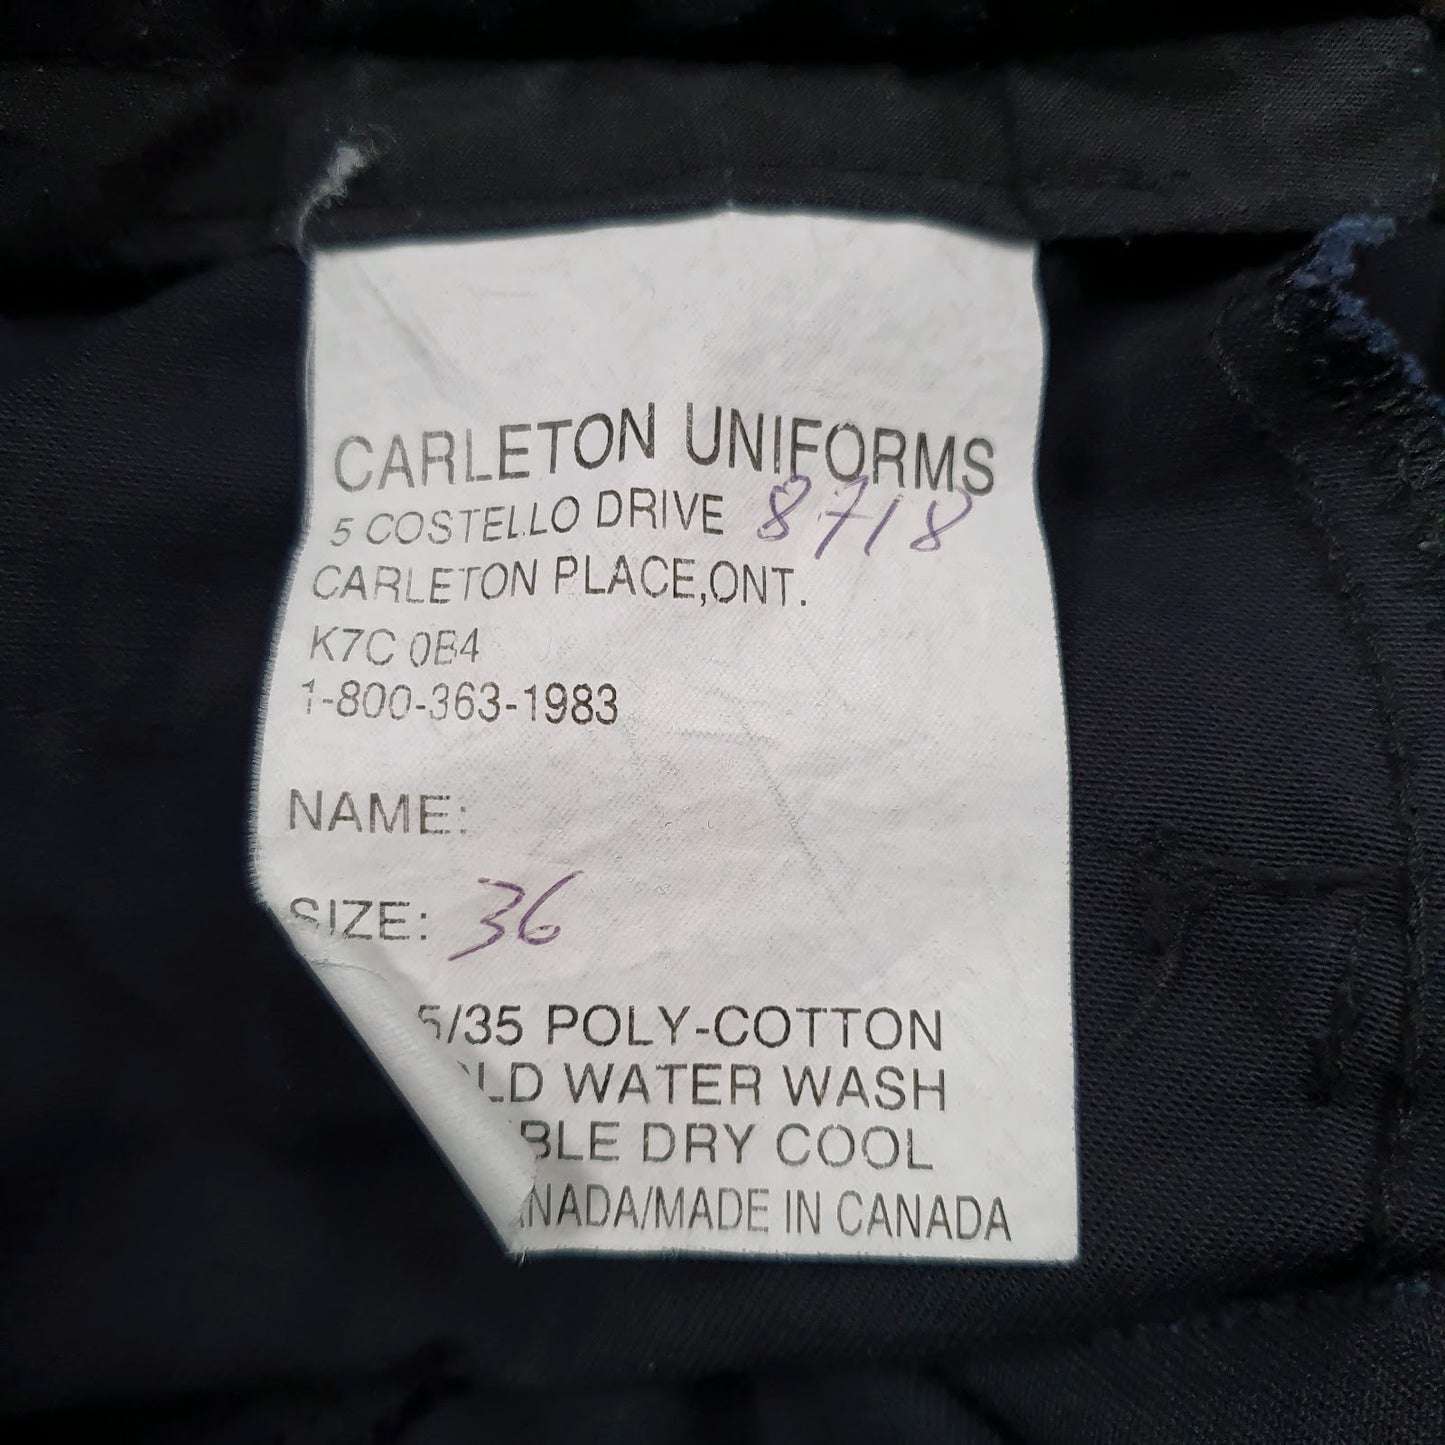 CARLETON UNIFORMS
5 COSTELLO DRIVE 8718
CARLETON PLACE,ONT.
K7C 0B4
1-800-363-1983
NAME:
SIZE: 36
5/35 POLY-COTTON
LD WATER WASH
BLE DRY COOL
NADA/MADE IN CANADA